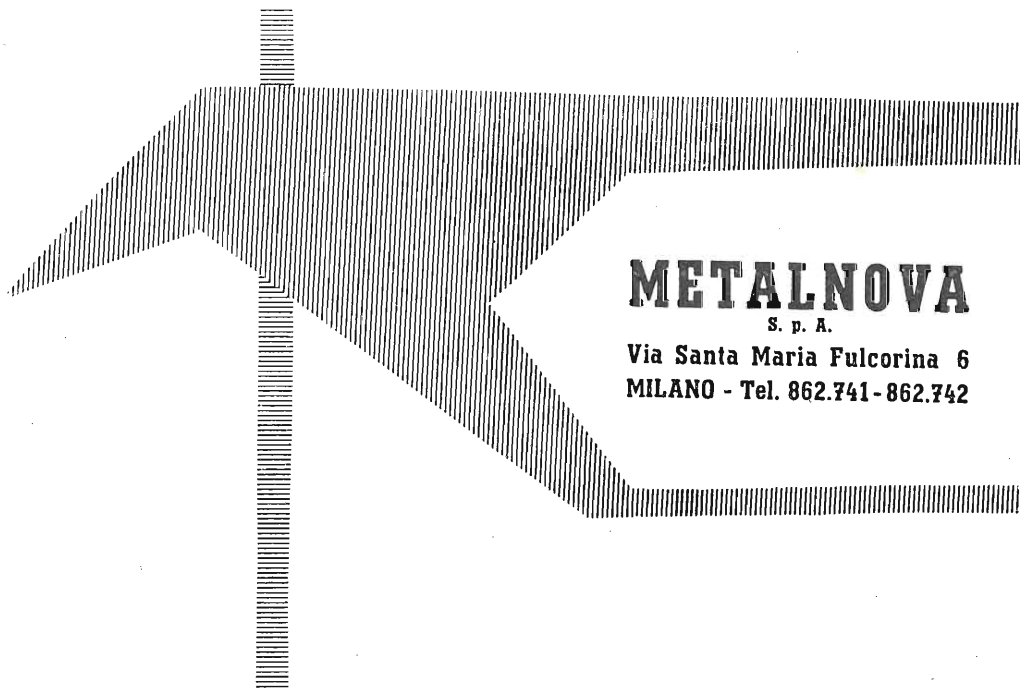 METALNOVA
S. p. A.
Via Santa Maria Fulcorina 6
MILANO - Tel. 862.741-862.742